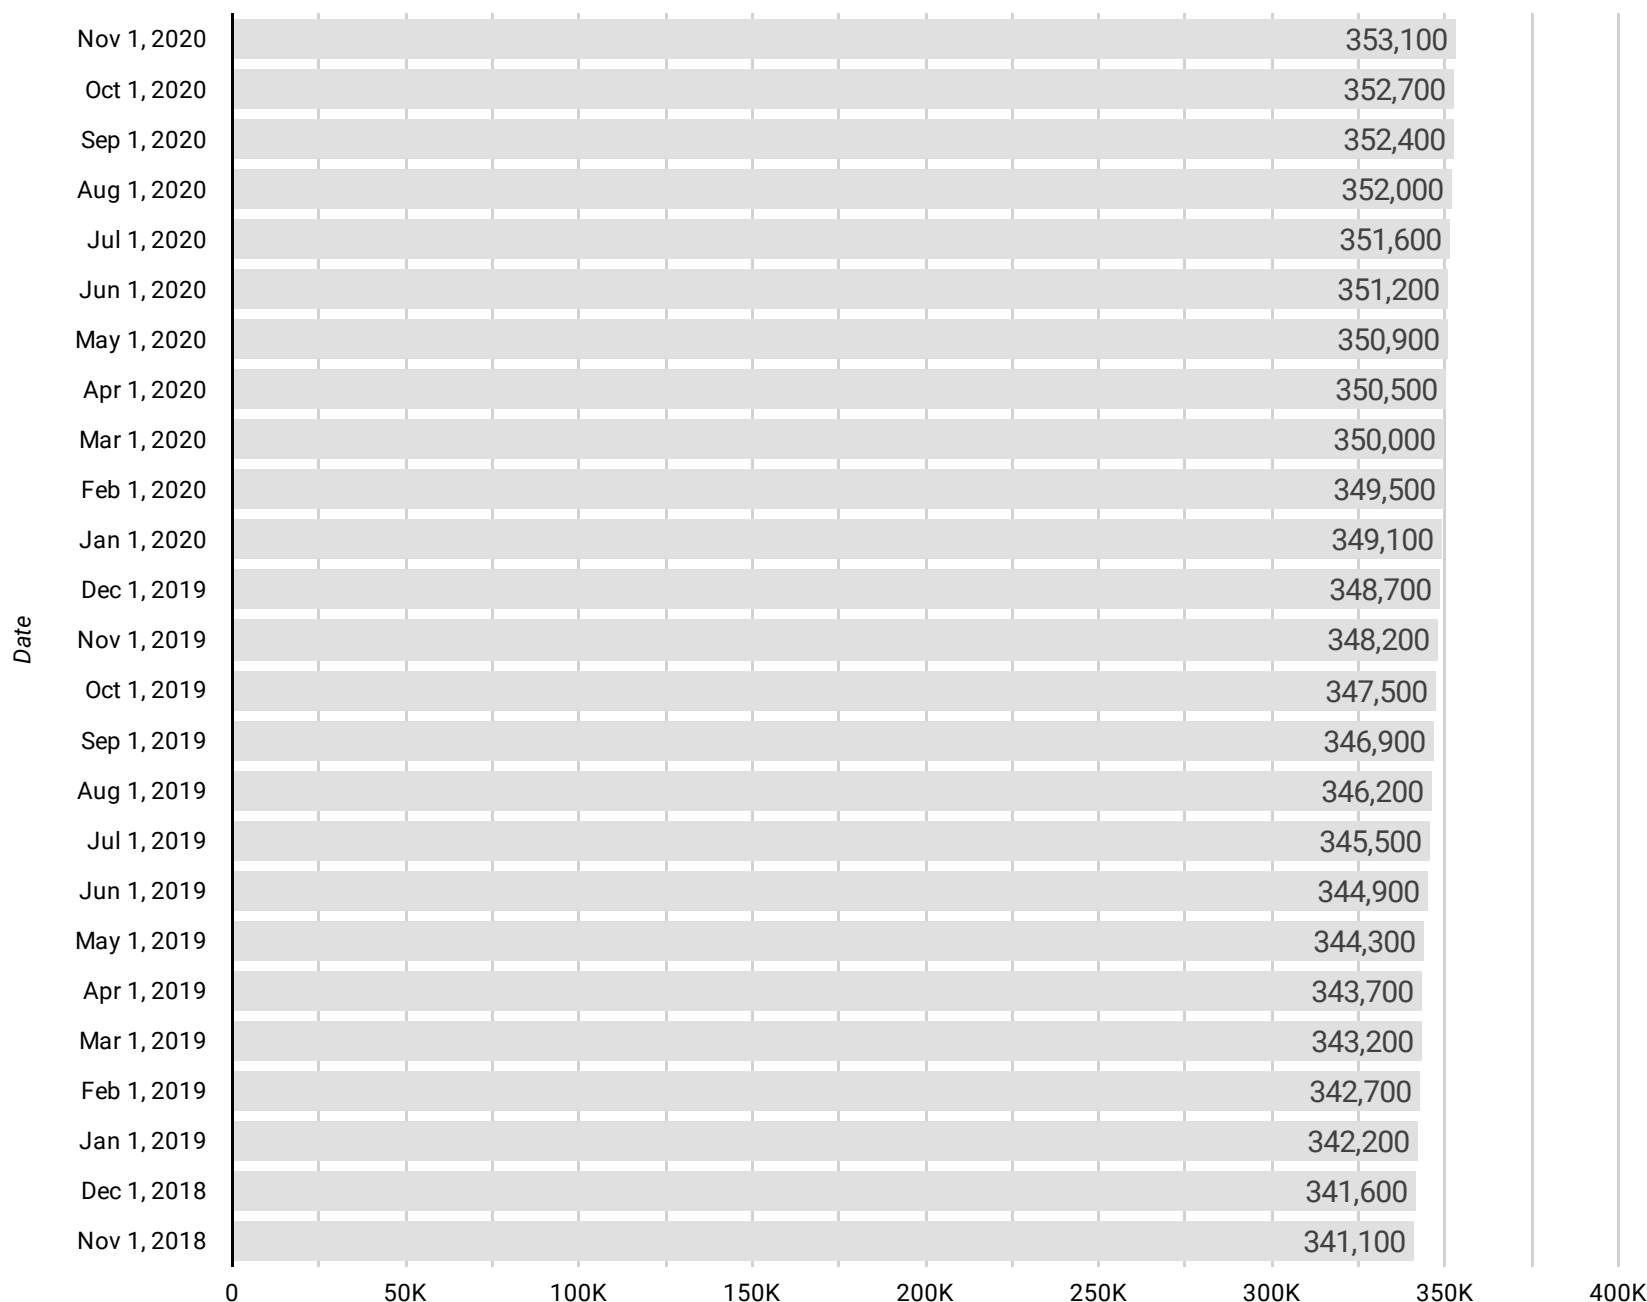 Nov 1, 2020 353,100
Oct 1, 2020 352,700
Sep 1, 2020 352,400
Aug 1, 2020 352,000
Jul 1, 2020 351,600
Jun 1, 2020 351,200
May 1, 2020 350,900
Apr 1, 2020 350,500
Mar 1, 2020 350,000
Feb 1, 2020 349,500
Jan 1, 2020 349,100
Dec 1, 2019 348,700
Nov 1, 2019 348,200
Oct 1, 2019 347,500
Sep 1, 2019 346,900
Aug 1, 2019 346,200
Jul 1, 2019 345,500
Jun 1, 2019 344,900
May 1, 2019 344,300
Apr 1, 2019 343,700
Mar 1, 2019 343,200
Feb 1, 2019 342,700
Jan 1, 2019 342,200
Dec 1, 2018 341,600
Nov 1, 2018 341,100
0 50K 100K 150K 200K 250K 300K 350K 400K
Date